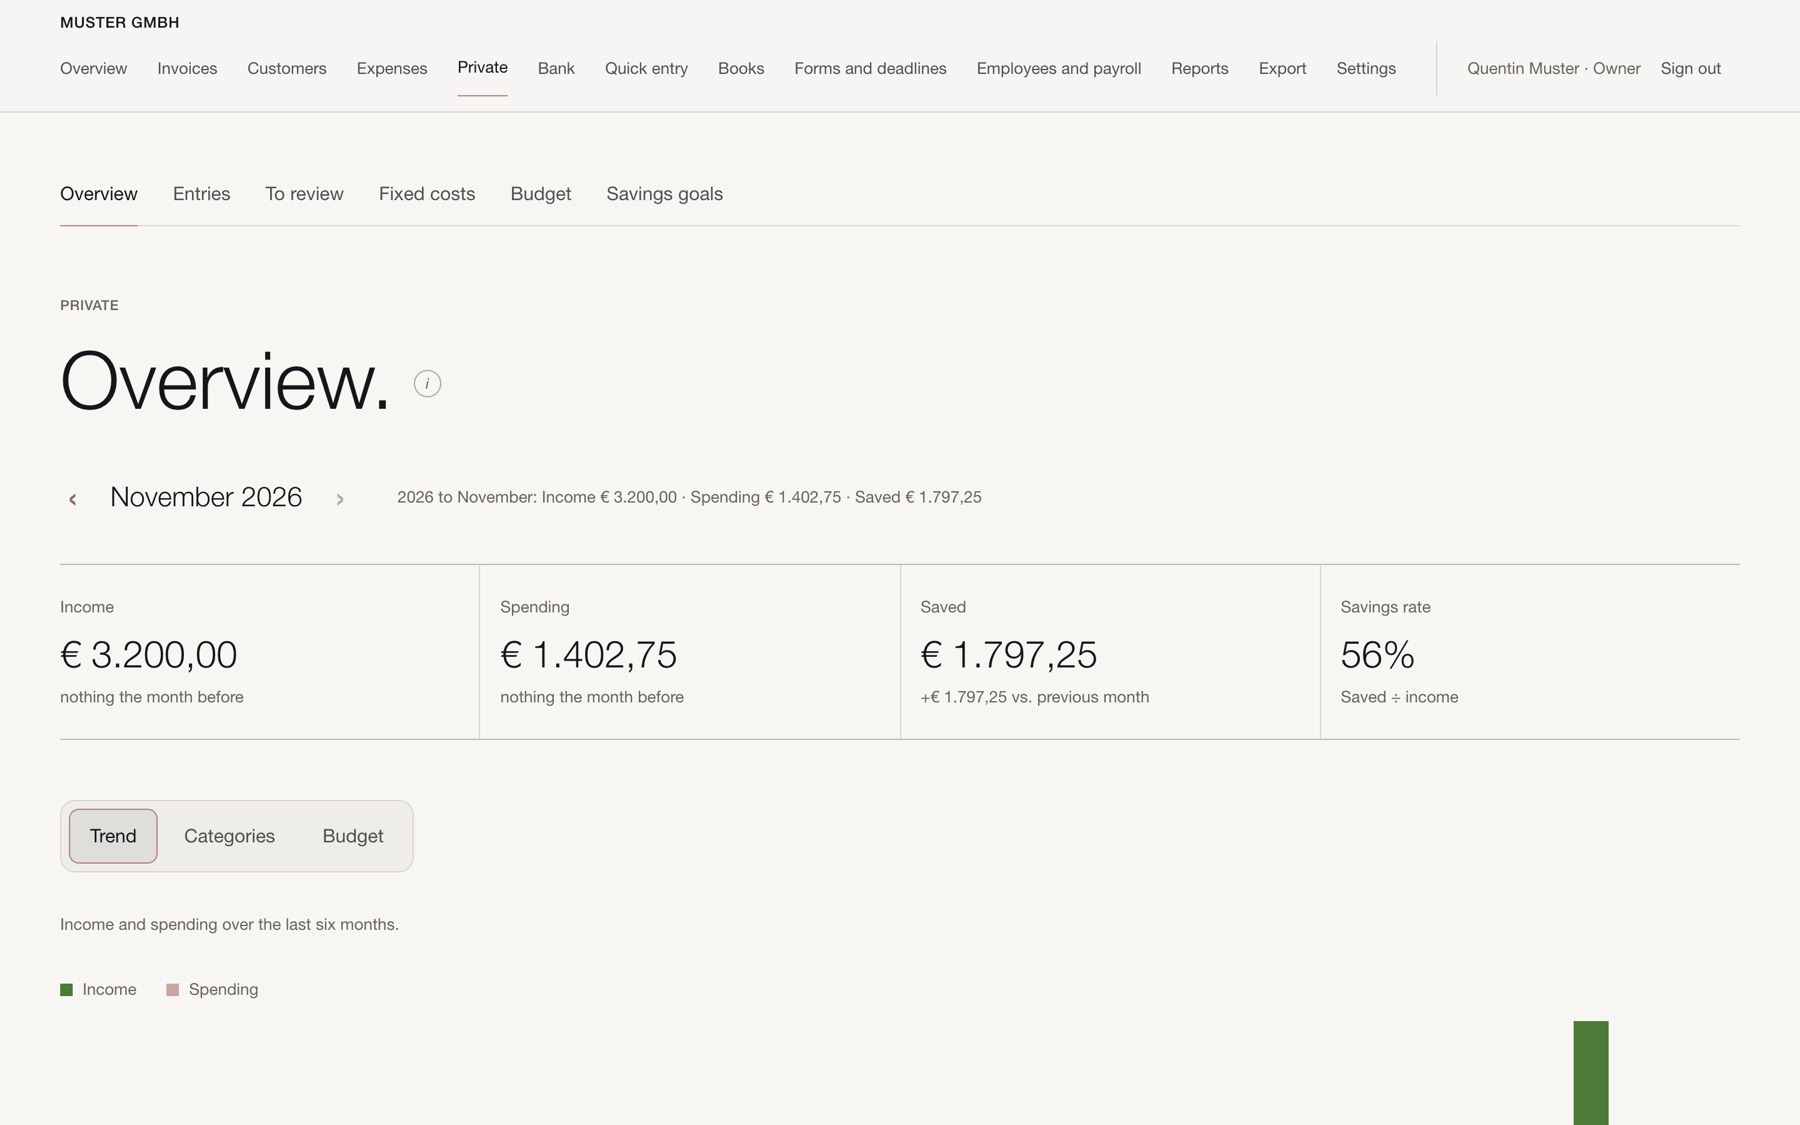 MUSTER GMBH
Overview Invoices Customers Expenses Private Bank Quick entry Books Forms and deadlines Employees and payroll Reports Export Settings Quentin Muster · Owner Sign out
Overview Entries To review Fixed costs Budget Savings goals
PRIVATE
Overview. i
‹ November 2026 › 2026 to November: Income € 3.200,00 · Spending € 1.402,75 · Saved € 1.797,25
Income Spending Saved Savings rate
€ 3.200,00 € 1.402,75 € 1.797,25 56%
nothing the month before nothing the month before +€ 1.797,25 vs. previous month Saved ÷ income
Trend Categories Budget
Income and spending over the last six months.
Income Spending